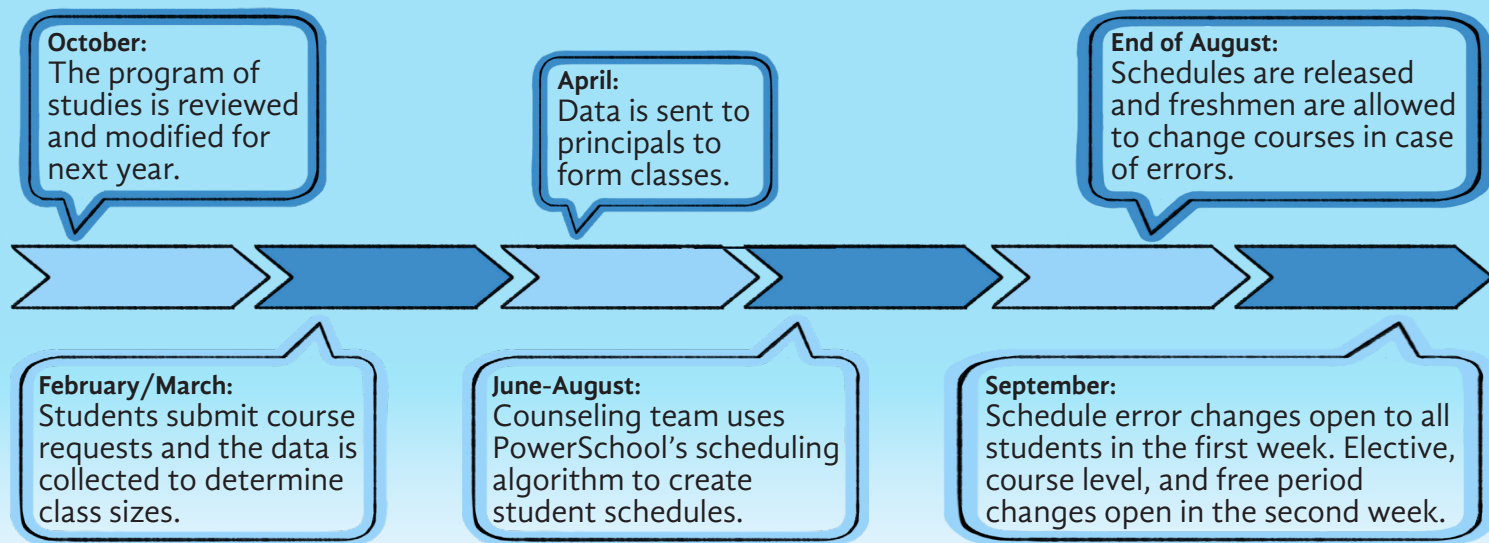 October:
The program of
studies is reviewed
and modified for
next year.
February/March:
Students submit course
requests and the data is
collected to determine
class sizes.
April:
Data is sent to
principals to
form classes.
June-August:
Counseling team uses
PowerSchool's scheduling
algorithm to create
student schedules.
End of August:
Schedules are released
and freshmen are allowed
to change courses in case
of errors.
September:
Schedule error changes open to all
students in the first week. Elective,
course level, and free period
changes open in the second week.